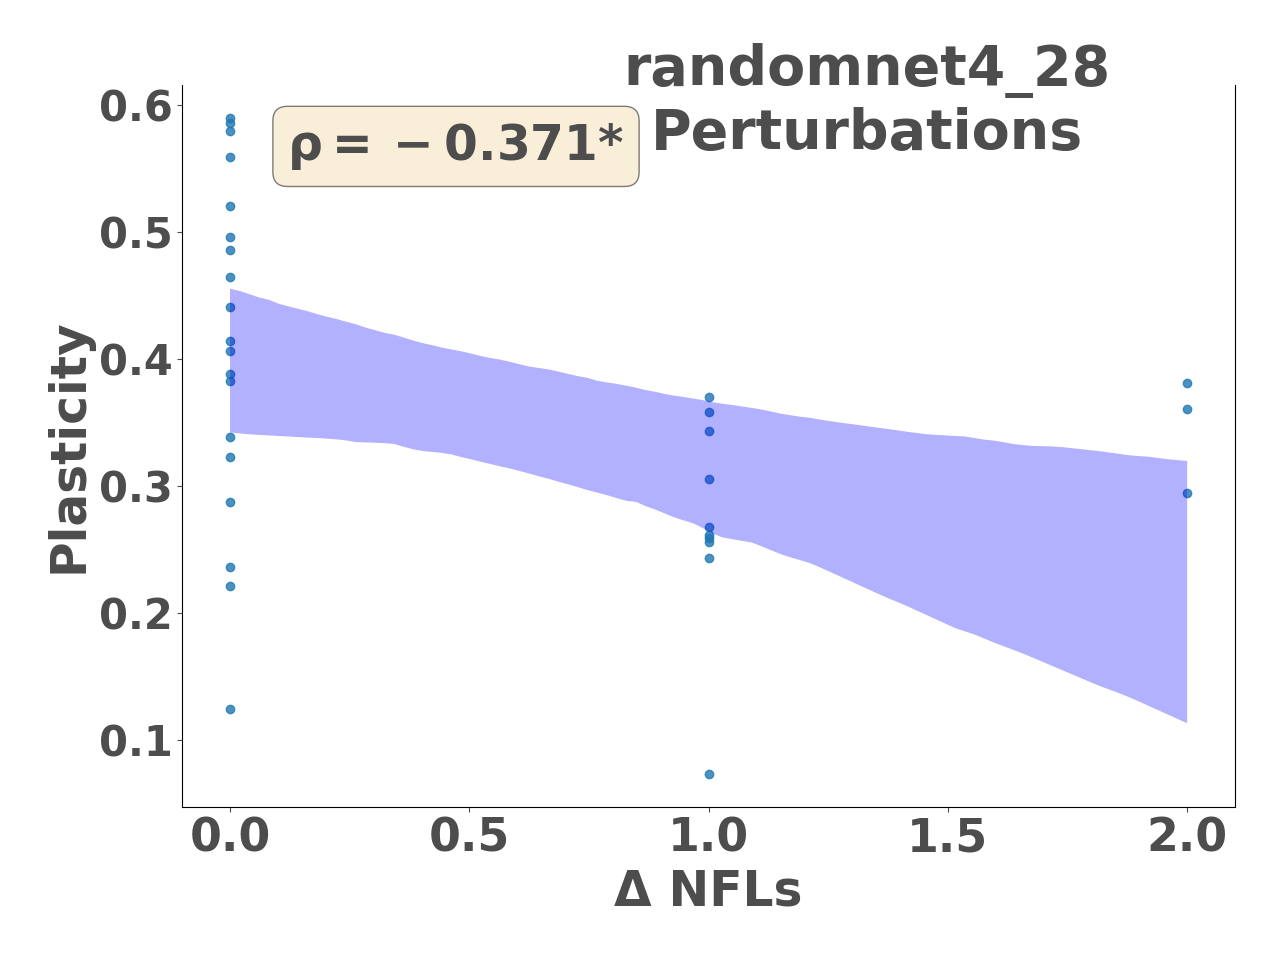 randomnet4_28
Perturbations
ρ = − 0.371*
Plasticity
0.6
0.5
0.4
0.3
0.2
0.1
0.0 0.5 1.0 1.5 2.0
Δ NFLs